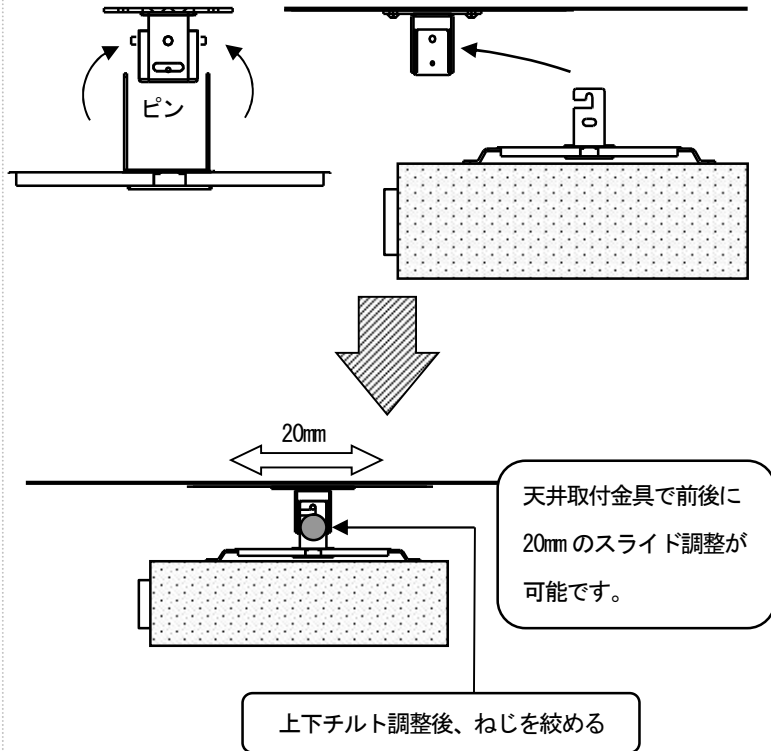 ピン
20mm
天井取付金具で前後に
20mm のスライド調整が
可能です。
上下チルト調整後、ねじを絞める